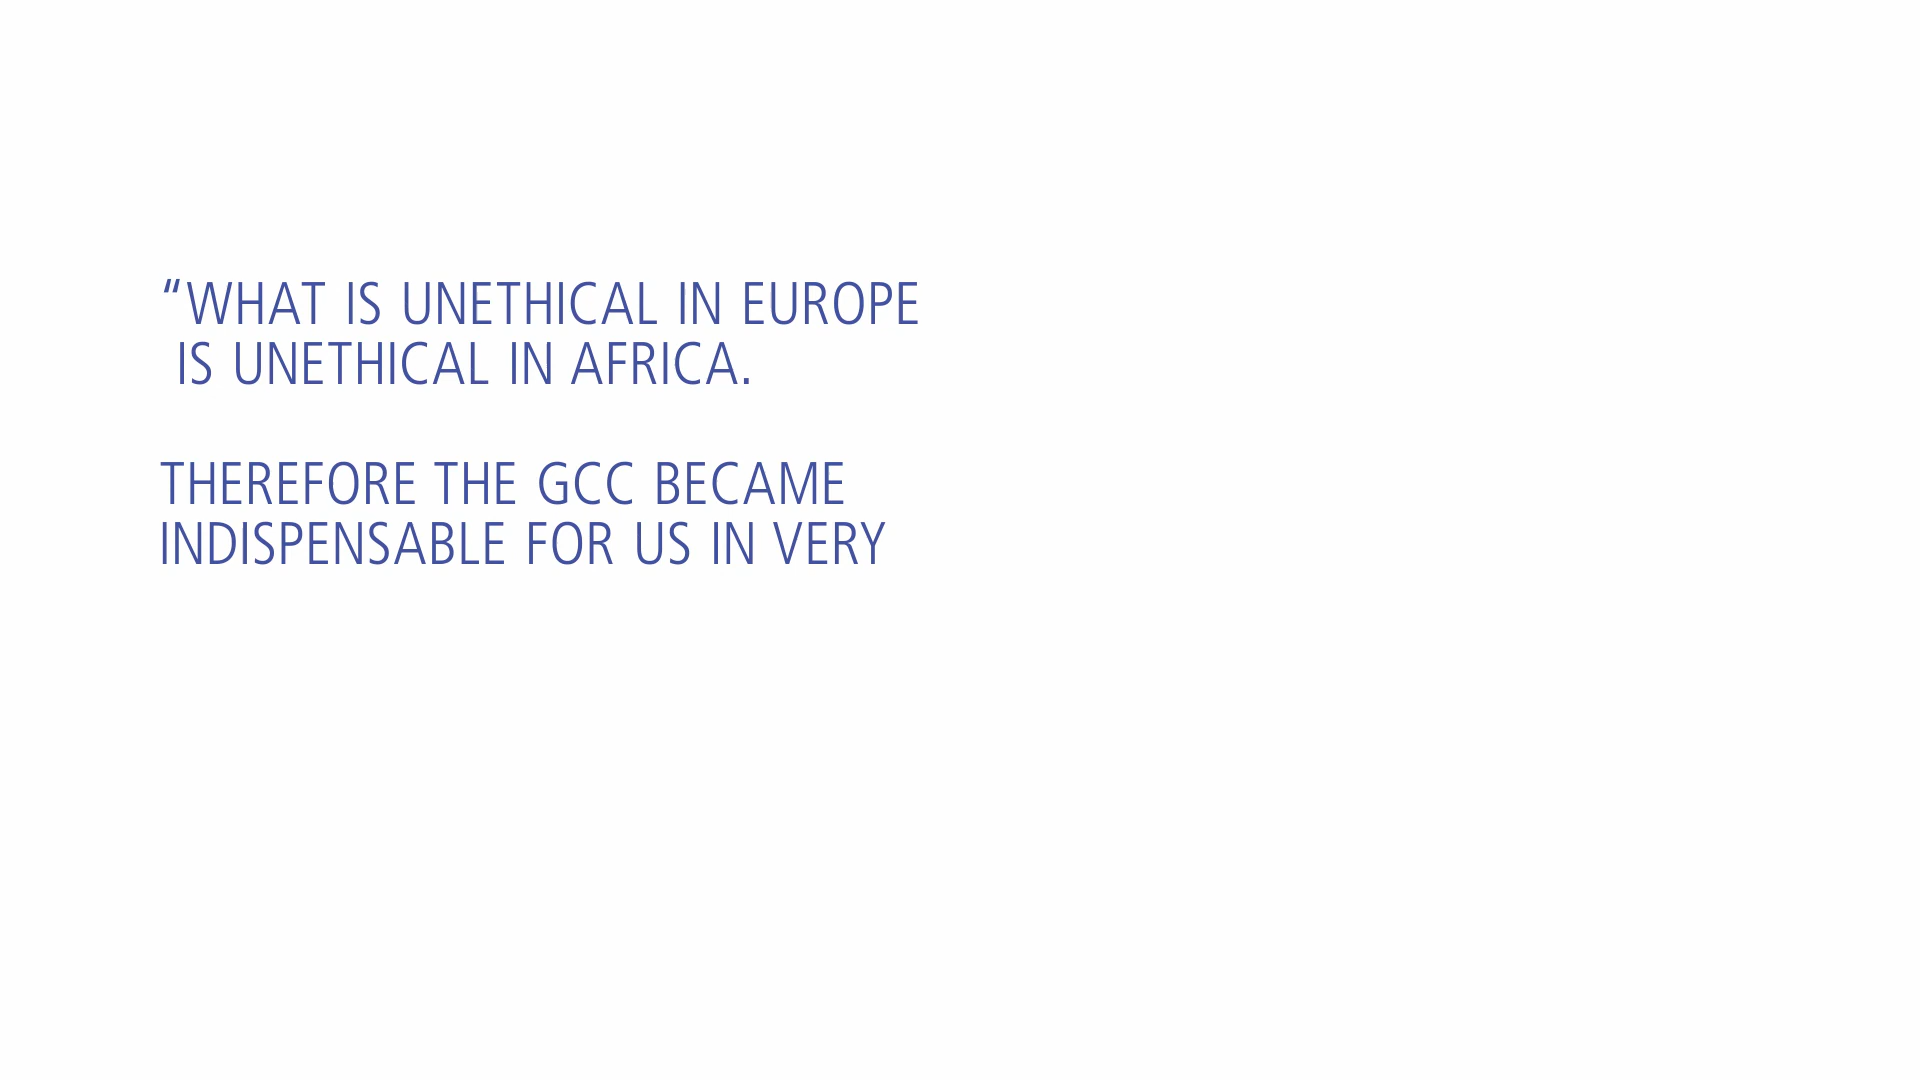 “WHAT IS UNETHICAL IN EUROPE
IS UNETHICAL IN AFRICA.
THEREFORE THE GCC BECAME
INDISPENSABLE FOR US IN VERY